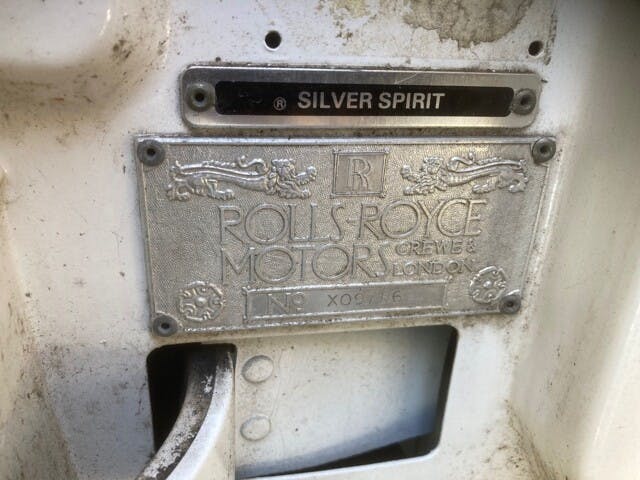 ® SILVER SPIRIT
R
ROLLS-ROYCE
MOTORS CREWE &
LONDON
No